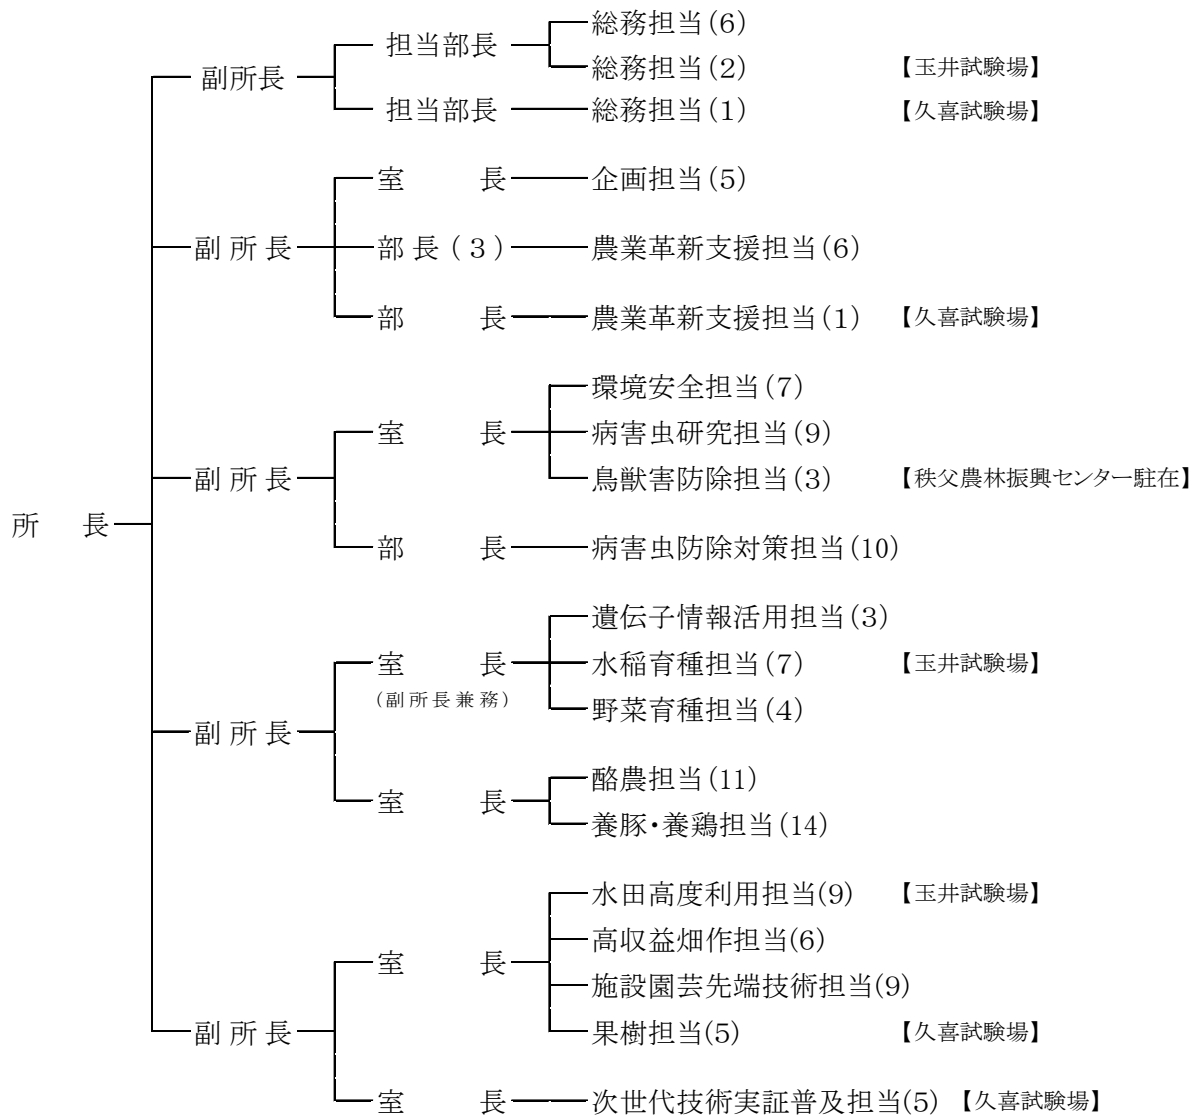 総務担当(6)
担当部長
総務担当(2) 【玉井試験場】
副所長
担当部長 総務担当(1) 【久喜試験場】
室長 企画担当(5)
副所長 部長(3) 農業革新支援担当(6)
部長 農業革新支援担当(1) 【久喜試験場】
環境安全担当(7)
室長 病害虫研究担当(9)
副所長 鳥獣害防除担当(3) 【秩父農林振興センター駐在】
所長
部長 病害虫防除対策担当(10)
遺伝子情報活用担当(3)
室長 水稲育種担当(7) 【玉井試験場】
(副所長兼務)
野菜育種担当(4)
副所長
酪農担当(11)
室長
養豚・養鶏担当(14)
水田高度利用担当(9) 【玉井試験場】
高収益畑作担当(6)
室長
施設園芸先端技術担当(9)
副所長 果樹担当(5) 【久喜試験場】
室長 次世代技術実証普及担当(5) 【久喜試験場】